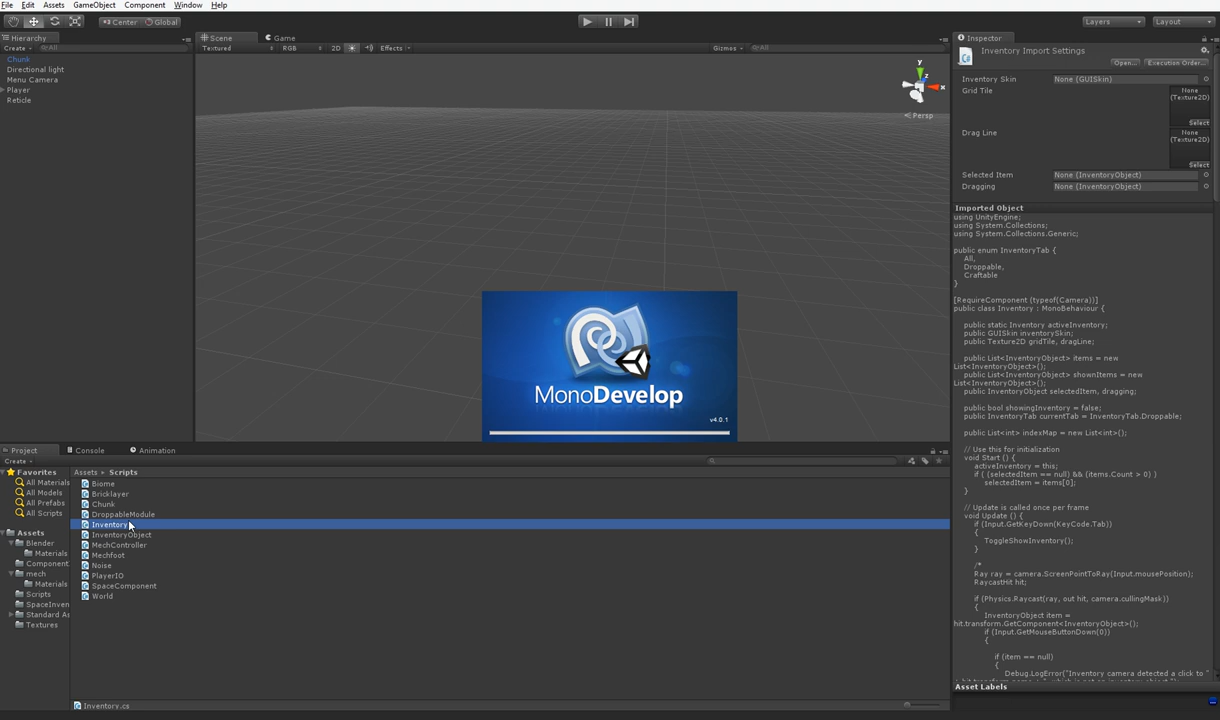 File Edit Assets GameObject Component Window Help
Center Global Layers Layout
Hierarchy
Create All
Chunk
Directional light
Menu Camera
Player
Reticle
Scene Game
Textured RGB 2D Effects Gizmos All
y
z
x
Persp
MonoDevelop
v4.0.1
Inspector
Inventory Import Settings
Open... Execution Order...
Inventory Skin None (GUISkin)
Grid Tile None
(Texture2D)
Select
Drag Line None
(Texture2D)
Select
Selected Item None (InventoryObject)
Dragging None (InventoryObject)
Imported Object
using UnityEngine;
using System.Collections;
using System.Collections.Generic;
public enum InventoryTab {
All,
Droppable,
Craftable
}
[RequireComponent (typeof(Camera))]
public class Inventory : MonoBehaviour {
public static Inventory activeInventory;
public GUISkin inventorySkin;
public Texture2D gridTile, dragLine;
public List<InventoryObject> items = new
List<InventoryObject>();
public List<InventoryObject> shownItems = new
List<InventoryObject>();
public InventoryObject selectedItem, dragging;
public bool showingInventory = false;
public InventoryTab currentTab = InventoryTab.Droppable;
public List<int> indexMap = new List<int>();
// Use this for initialization
void Start () {
activeInventory = this;
if ( (selectedItem == null) && (items.Count > 0) )
selectedItem = items[0];
}
// Update is called once per frame
void Update () {
if (Input.GetKeyDown(KeyCode.Tab))
{
ToggleShowInventory();
}
/*
Ray ray = camera.ScreenPointToRay(Input.mousePosition);
RaycastHit hit;
if (Physics.Raycast(ray, out hit, camera.cullingMask))
{
InventoryObject item =
hit.transform.GetComponent<InventoryObject>();
if (Input.GetMouseButtonDown(0))
{
if (item == null)
{
Debug.LogError("Inventory camera detected a click to "
Asset Labels
Project Console Animation
Create
Favorites
All Materials
All Models
All Prefabs
All Scripts
Assets
Blender
Materials
Component
mech
Materials
Scripts
SpaceInven
Standard As
Textures
Assets Scripts
Biome
Bricklayer
Chunk
DroppableModule
Inventory
InventoryObject
MechController
Mechfoot
Noise
PlayerIO
SpaceComponent
World
Inventory.cs